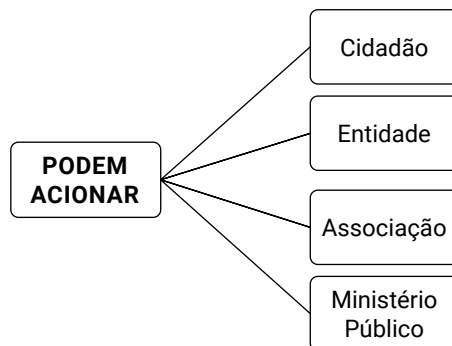 PODEM
ACIONAR
Cidadão
Entidade
Associação
Ministério
Público